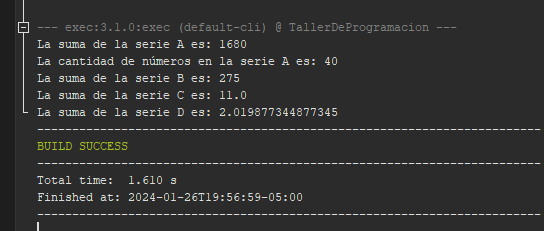 --- exec:3.1.0:exec (default-cli) @ TallerDeProgramacion ---
La suma de la serie A es: 1680
La cantidad de números en la serie A es: 40
La suma de la serie B es: 275
La suma de la serie C es: 11.0
La suma de la serie D es: 2.019877344877345
------------------------------------------------------------------------
BUILD SUCCESS
------------------------------------------------------------------------
Total time:  1.610 s
Finished at: 2024-01-26T19:56:59-05:00
------------------------------------------------------------------------